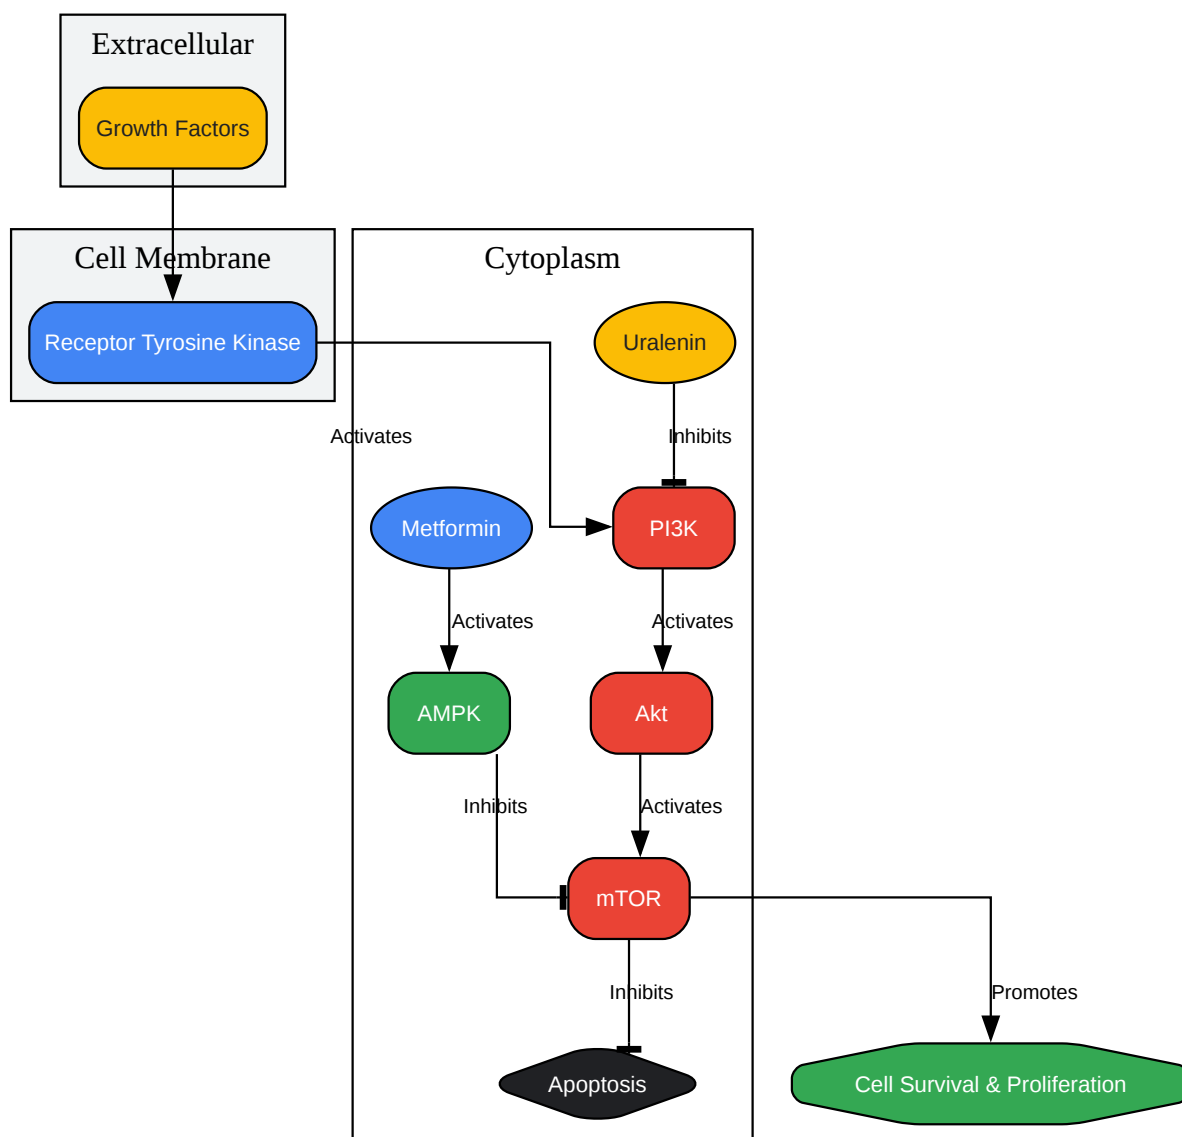 Extracellular
Growth Factors
Cell Membrane
Cytoplasm
Receptor Tyrosine Kinase
Uralenin
Activates
Inhibits
Metformin
PI3K
Activates
Activates
AMPK
Akt
Inhibits
Activates
mTOR
Inhibits
Promotes
Apoptosis
Cell Survival & Proliferation